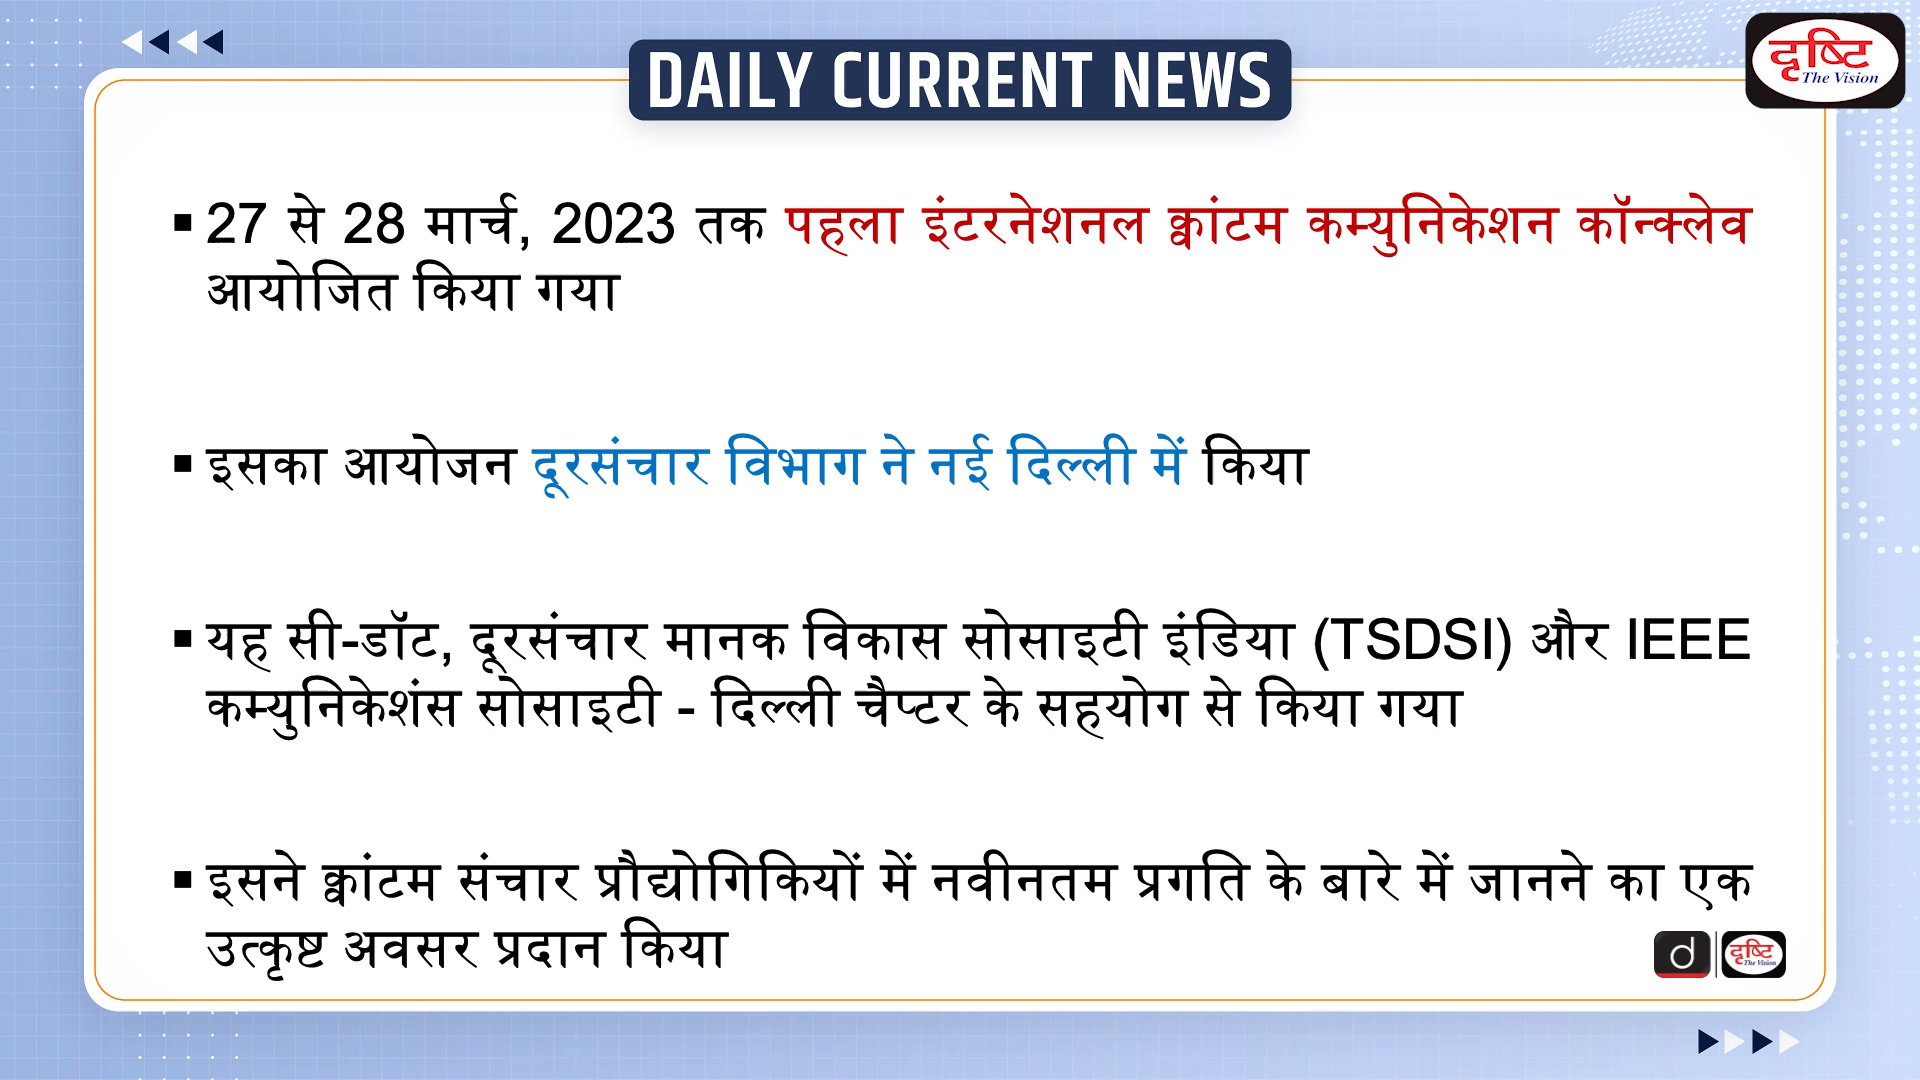 DAILY CURRENT NEWS
दृष्टि
The Vision
▪ 27 से 28 मार्च, 2023 तक पहला इंटरनेशनल क्वांटम कम्युनिकेशन कॉन्क्लेव
आयोजित किया गया
▪ इसका आयोजन दूरसंचार विभाग ने नई दिल्ली में किया
▪ यह सी-डॉट, दूरसंचार मानक विकास सोसाइटी इंडिया (TSDSI) और IEEE
कम्युनिकेशंस सोसाइटी - दिल्ली चैप्टर के सहयोग से किया गया
▪ इसने क्वांटम संचार प्रौद्योगिकियों में नवीनतम प्रगति के बारे में जानने का एक
उत्कृष्ट अवसर प्रदान किया
d
दृष्टि
The Vision